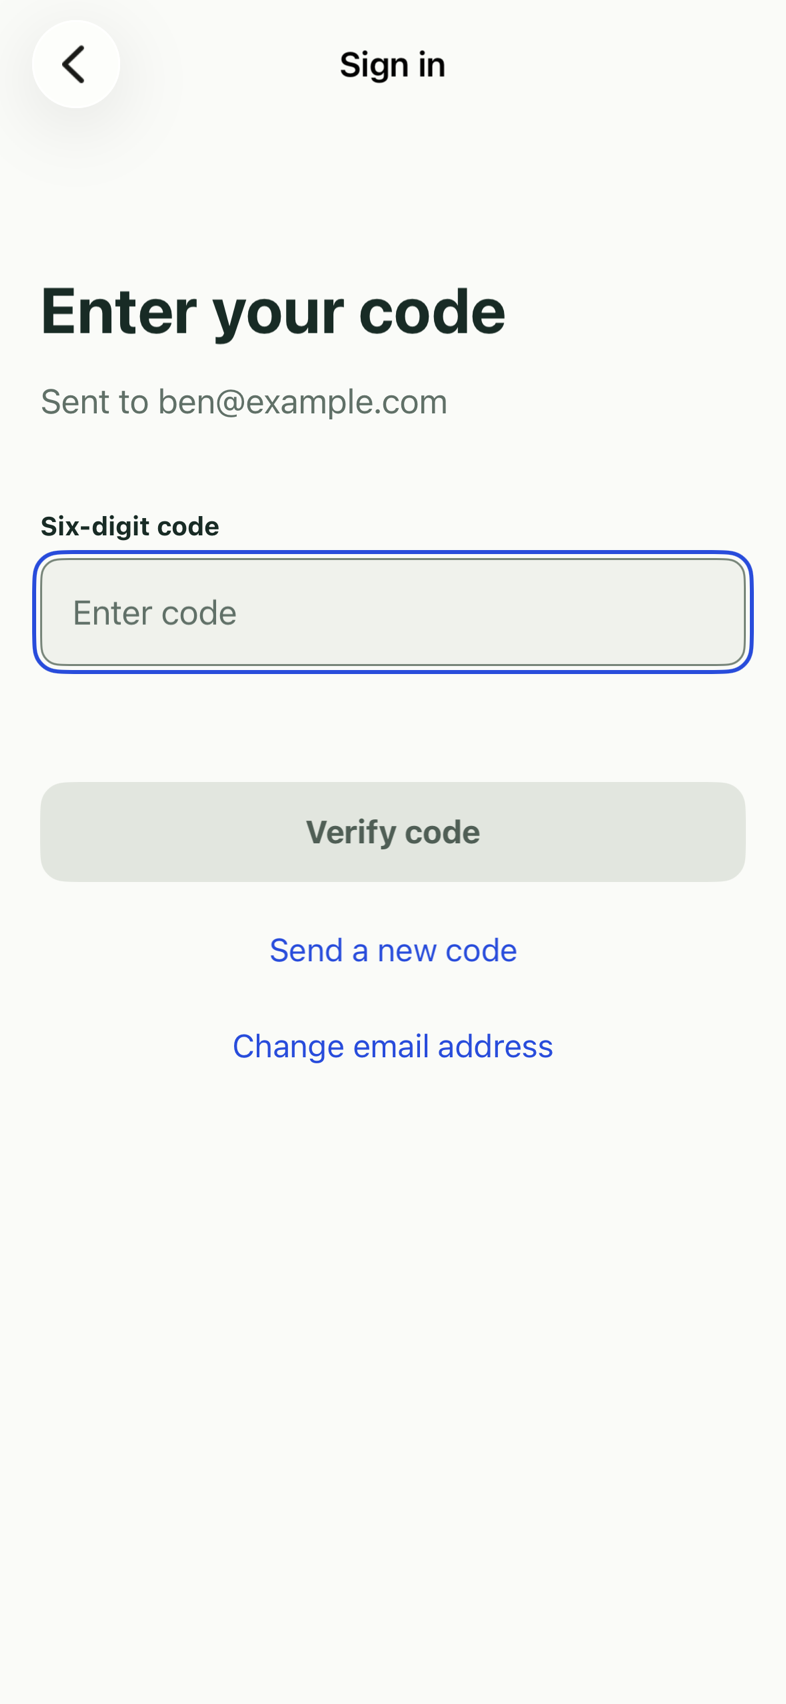 Sign in
Enter your code
Sent to ben@example.com
Six-digit code
Enter code
Verify code
Send a new code
Change email address